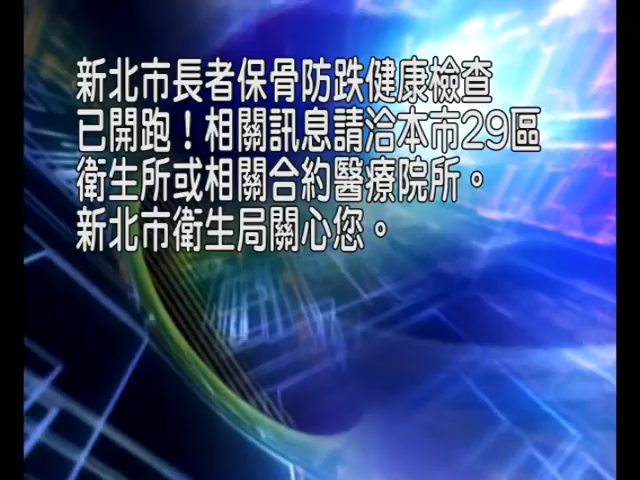 新北市長者保骨防跌健康檢查
已開跑！相關訊息請洽本市29區
衛生所或相關合約醫療院所。
新北市衛生局關心您。